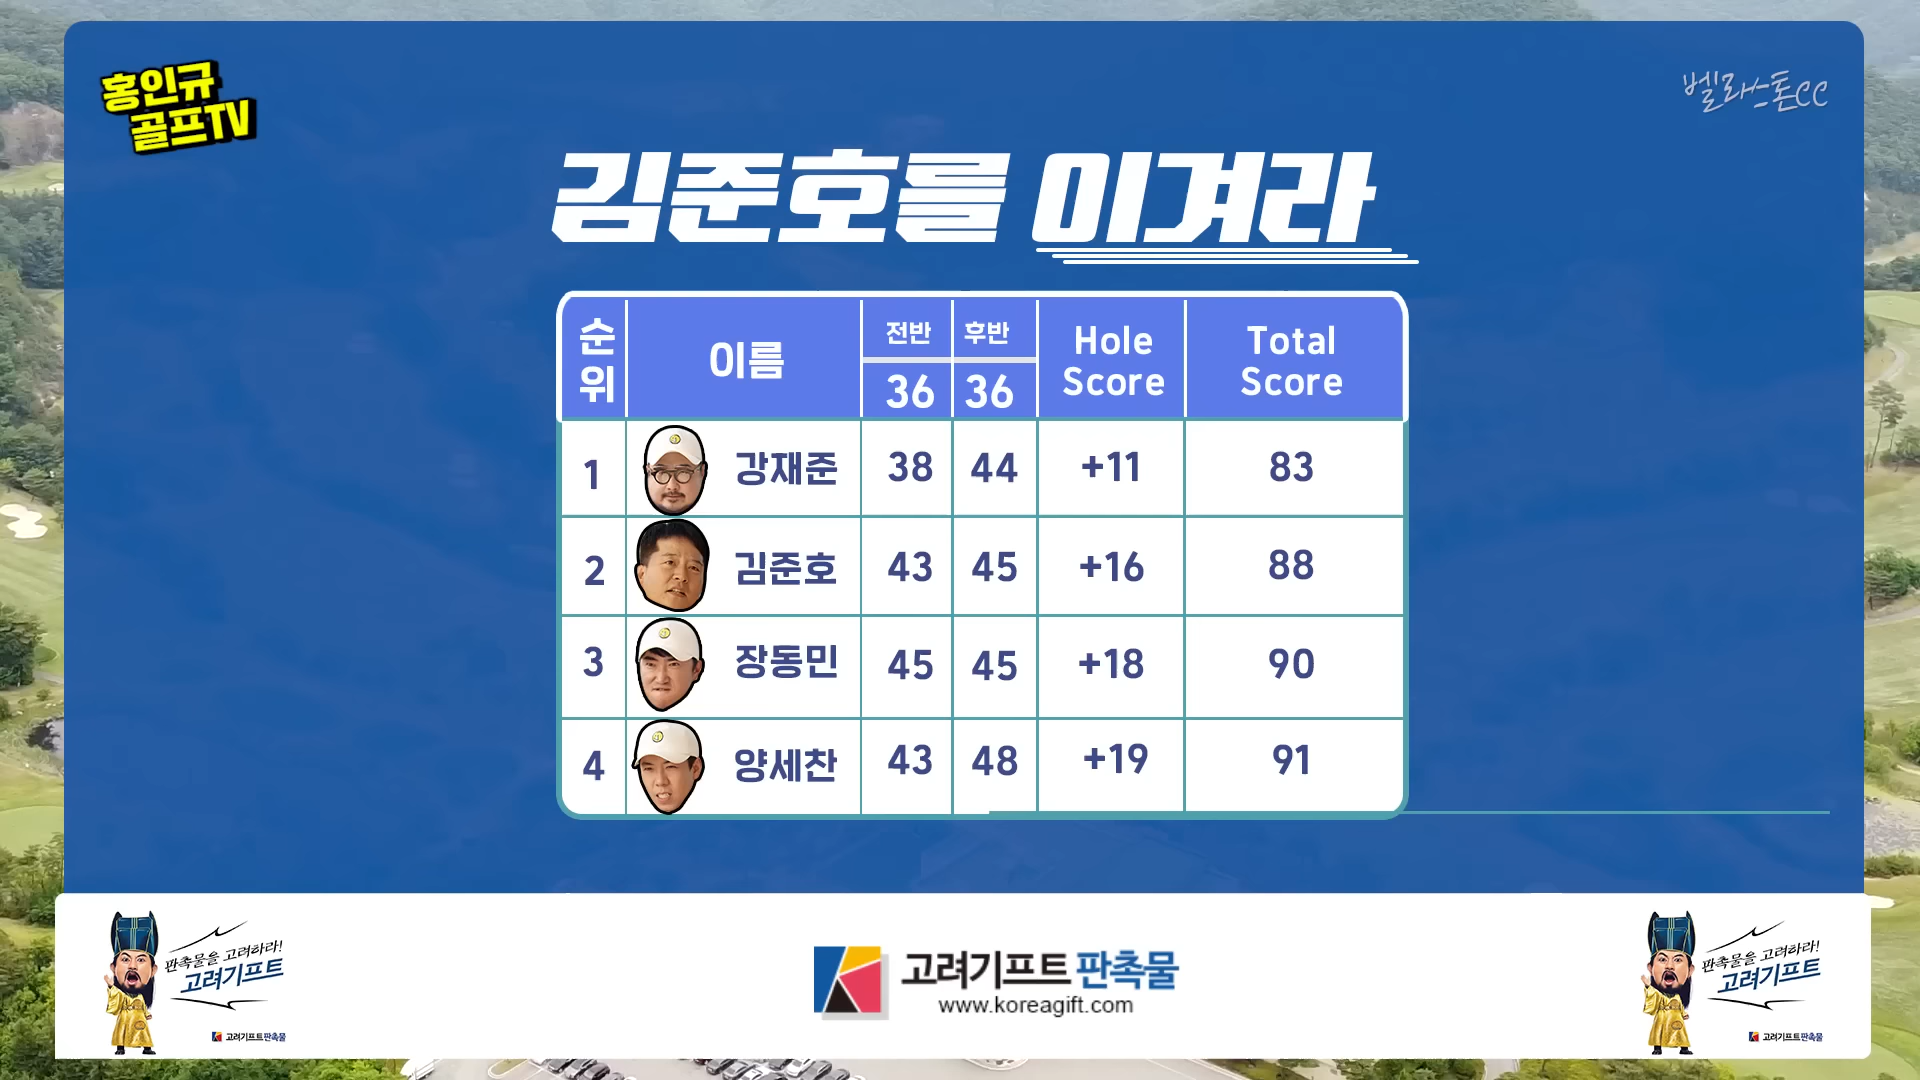 홍인규
골프TV
벨라스톤CC
김준호를 이겨라
순위 이름 전반 후반 Hole Score Total Score
36 36
1 강재준 38 44 +11 83
2 김준호 43 45 +16 88
3 장동민 45 45 +18 90
4 양세찬 43 48 +19 91
판촉물을 고려하라!
고려기프트
고려기프트판촉물
고려기프트 판촉물
www.koreagift.com
판촉물을 고려하라!
고려기프트
고려기프트판촉물